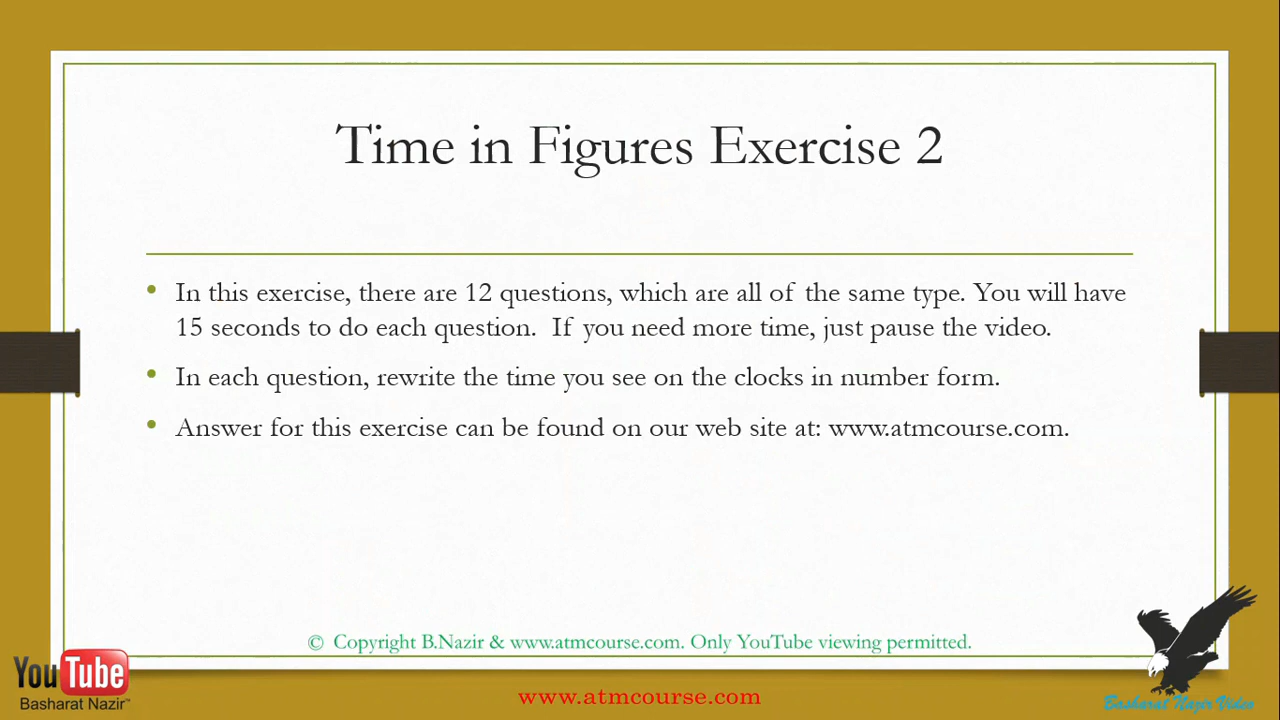 Time in Figures Exercise 2
• In this exercise, there are 12 questions, which are all of the same type. You will have
15 seconds to do each question. If you need more time, just pause the video.
• In each question, rewrite the time you see on the clocks in number form.
• Answer for this exercise can be found on our web site at: www.atmcourse.com.
© Copyright B.Nazir & www.atmcourse.com. Only YouTube viewing permitted.
YouTube
Basharat Nazir™
www.atmcourse.com
Basharat Nazir Video